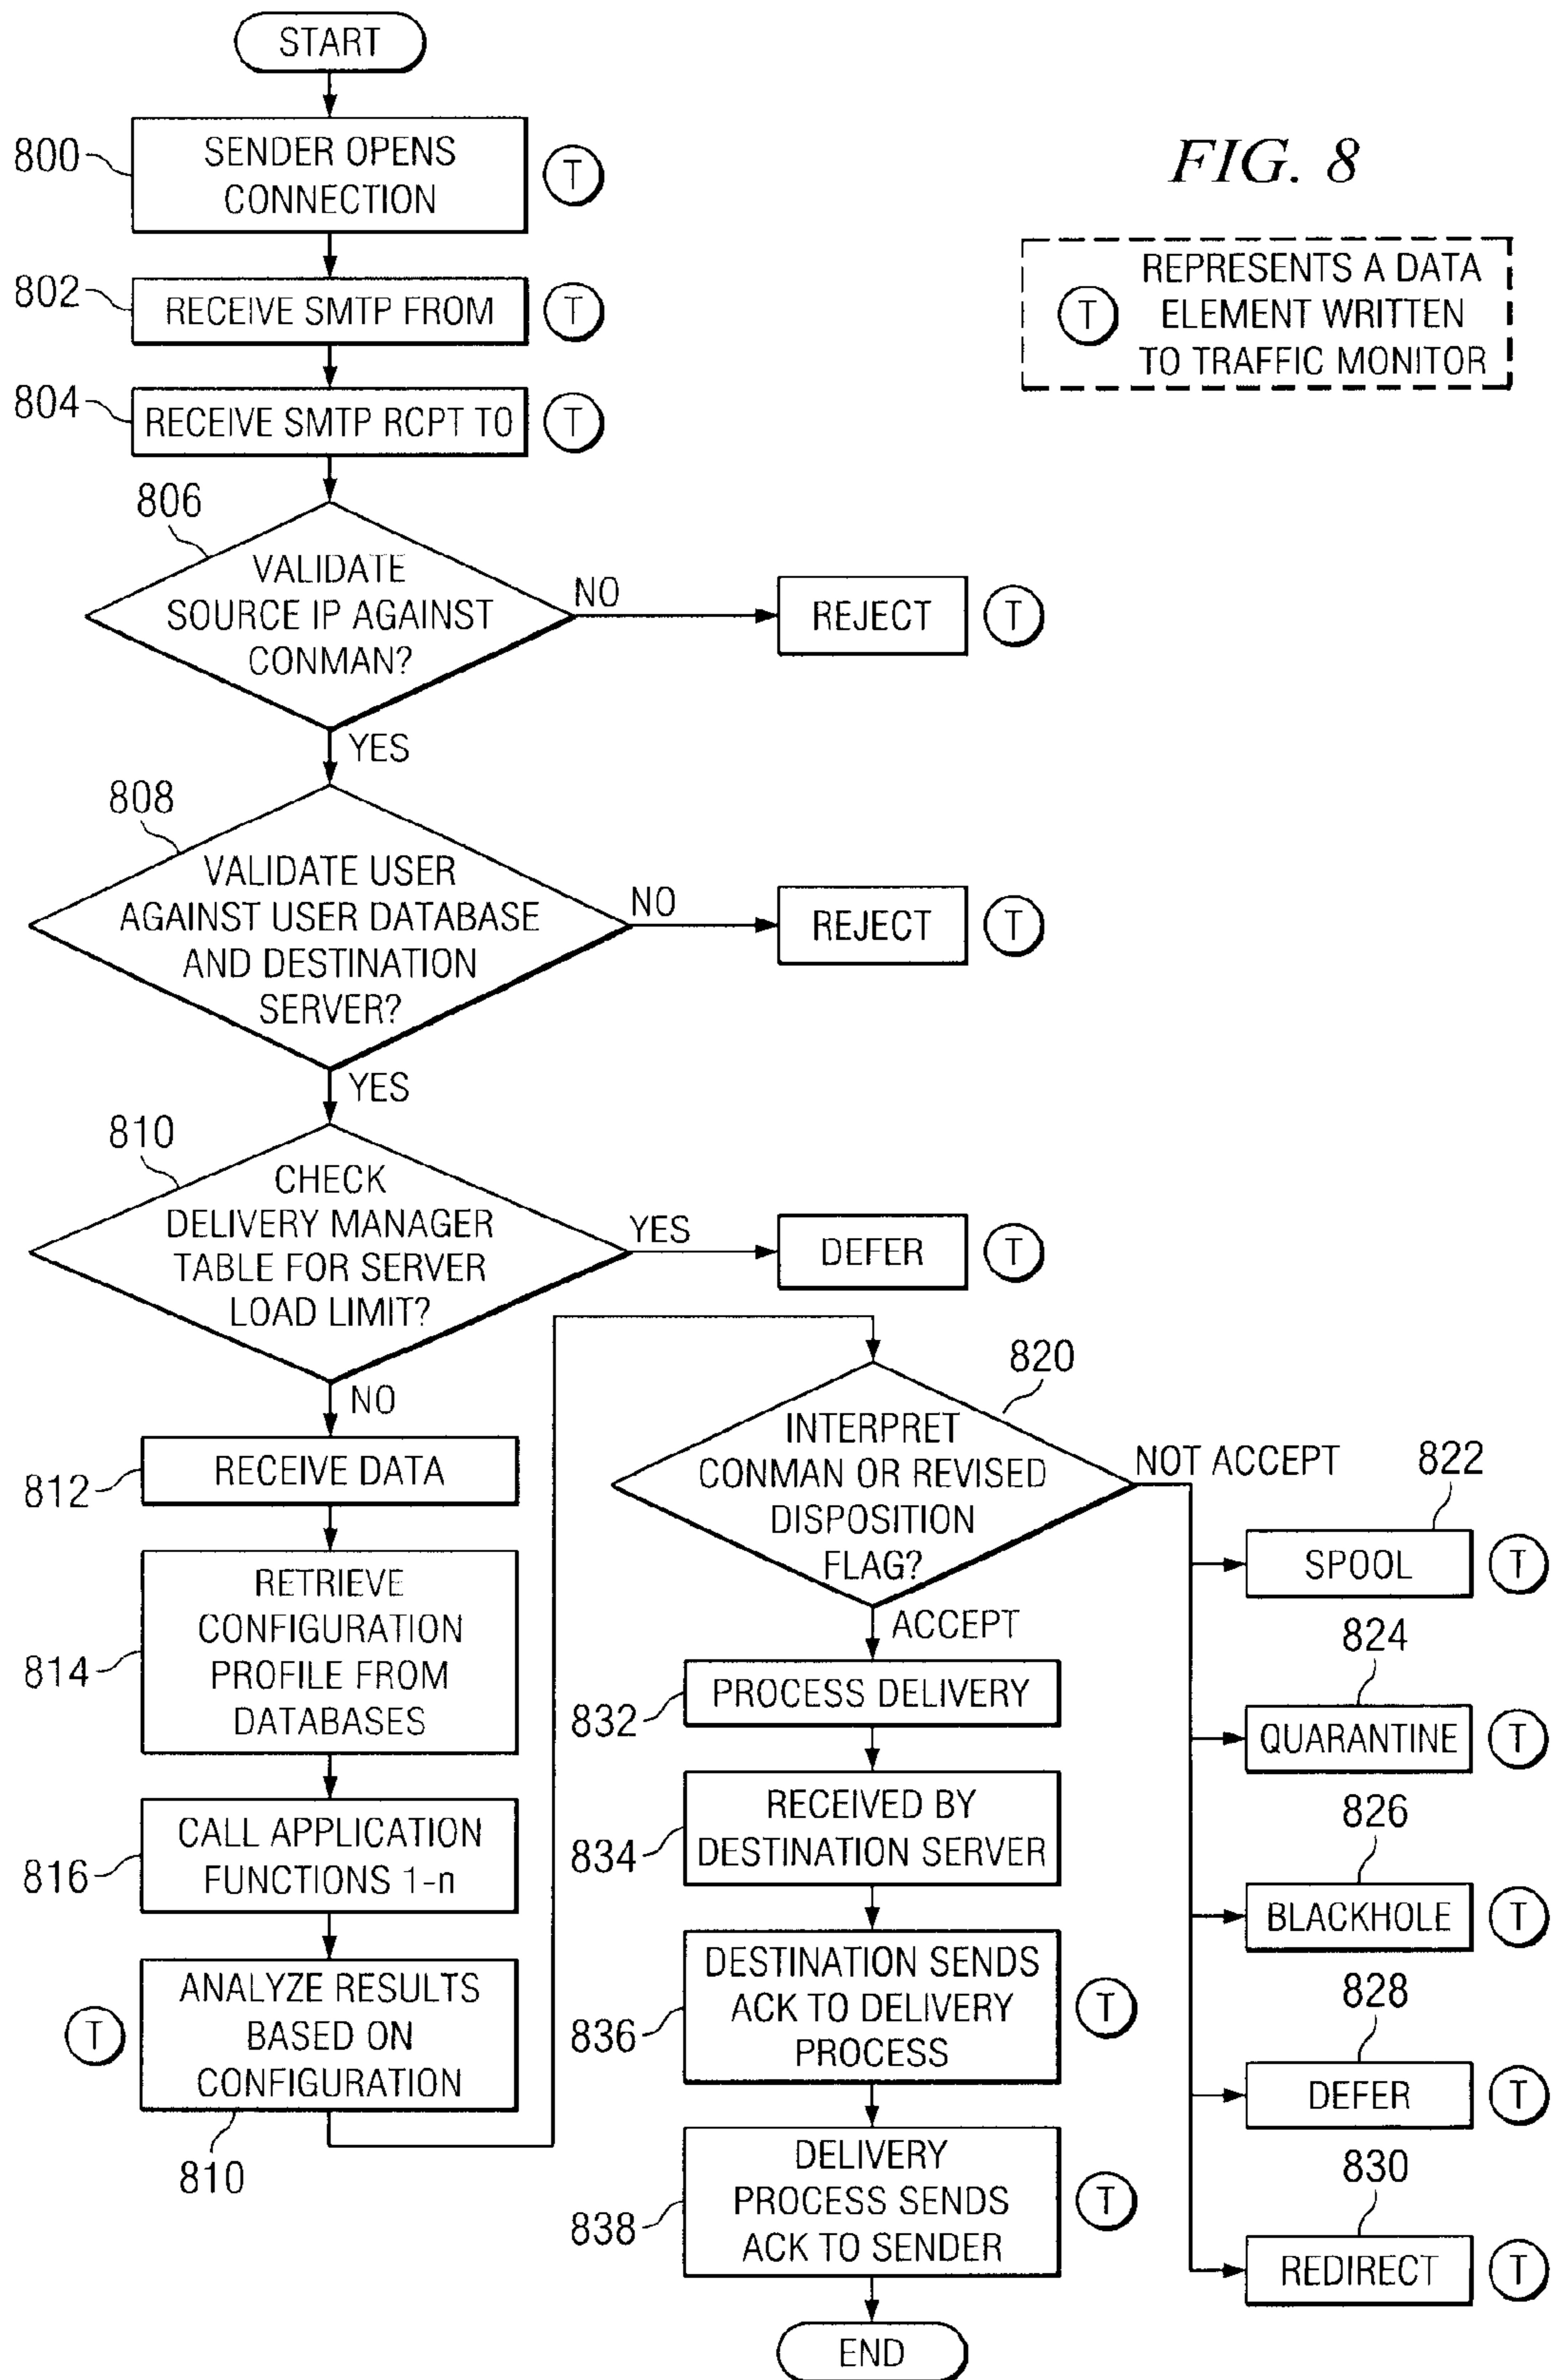 START
800
SENDER OPENS
CONNECTION
T
FIG. 8
T
REPRESENTS A DATA
ELEMENT WRITTEN
TO TRAFFIC MONITOR
802
RECEIVE SMTP FROM
T
804
RECEIVE SMTP RCPT TO
T
806
VALIDATE
SOURCE IP AGAINST
CONMAN?
NO
REJECT
T
YES
808
VALIDATE USER
AGAINST USER DATABASE
AND DESTINATION
SERVER?
NO
REJECT
T
YES
810
CHECK
DELIVERY MANAGER
TABLE FOR SERVER
LOAD LIMIT?
YES
DEFER
T
NO
812
RECEIVE DATA
814
RETRIEVE
CONFIGURATION
PROFILE FROM
DATABASES
816
CALL APPLICATION
FUNCTIONS 1-n
T
ANALYZE RESULTS
BASED ON
CONFIGURATION
810
820
INTERPRET
CONMAN OR REVISED
DISPOSITION
FLAG?
NOT ACCEPT
822
SPOOL
T
824
QUARANTINE
T
826
BLACKHOLE
T
828
DEFER
T
830
REDIRECT
T
ACCEPT
832
PROCESS DELIVERY
834
RECEIVED BY
DESTINATION SERVER
836
DESTINATION SENDS
ACK TO DELIVERY
PROCESS
T
838
DELIVERY
PROCESS SENDS
ACK TO SENDER
T
END